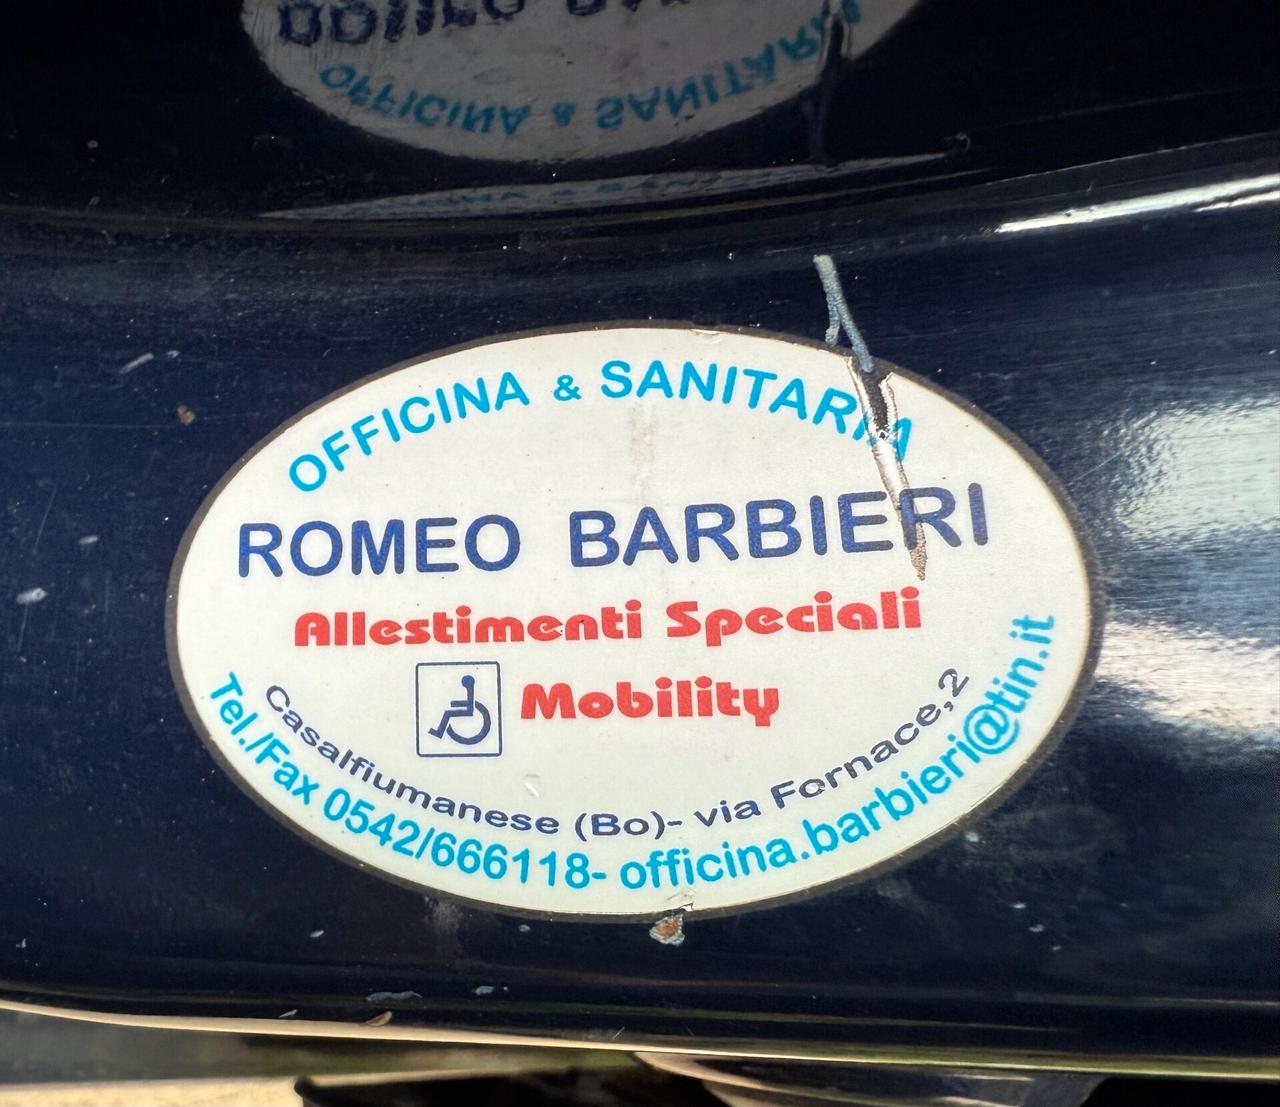 OFFICINA & SANITARIA
ROMEO BARBIERI
Allestimenti Speciali
Mobility
Casalfiumanese (Bo)- via Fornace,2
Tel./Fax 0542/666118- officina.barbieri@tin.it